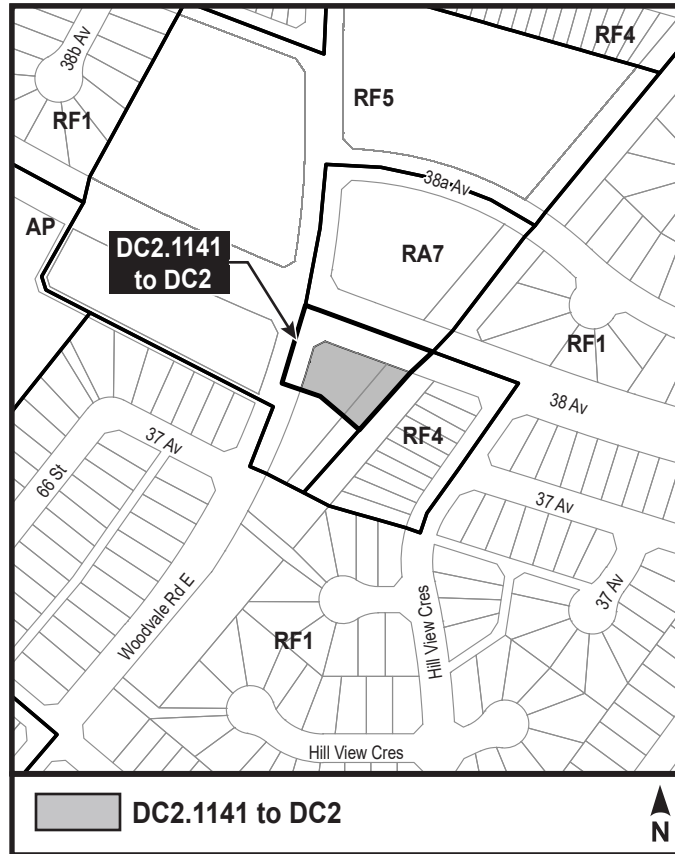 RF4
38b Av
RF5
RF1
38a Av
AP
DC2.1141
to DC2
RA7
RF1
38 Av
37 Av
RF4
66 St
37 Av
37 Av
Woodvale Rd E
Hill View Cres
RF1
Hill View Cres
DC2.1141 to DC2
N